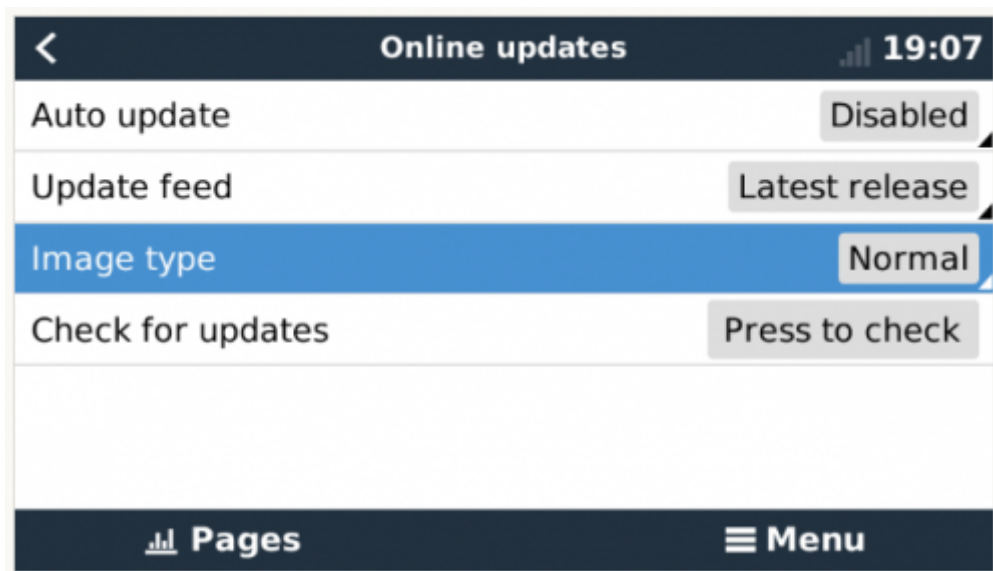 Online updates 19:07
Auto update Disabled
Update feed Latest release
Image type Normal
Check for updates Press to check
Pages Menu